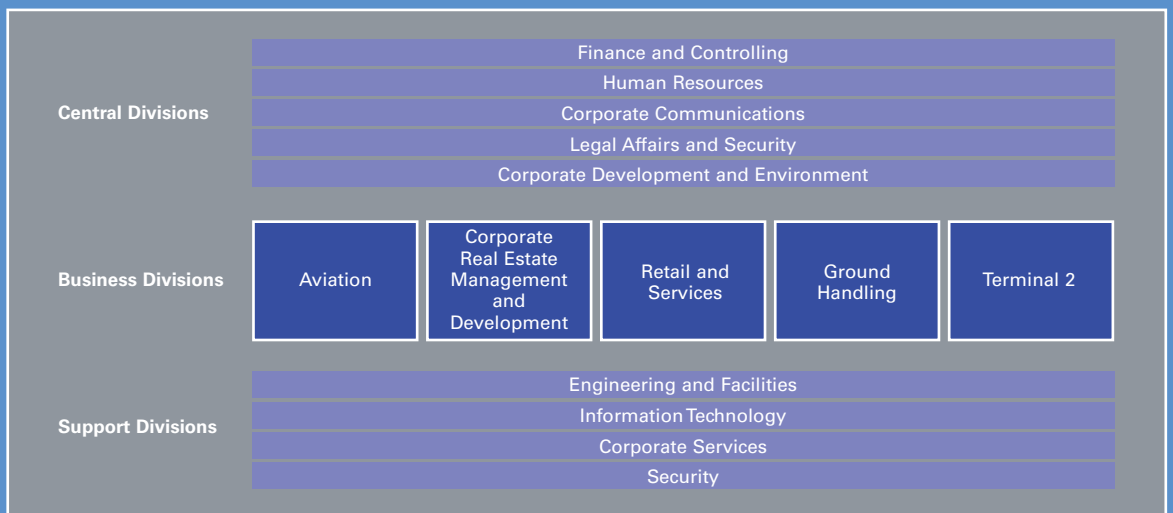 Central Divisions
Finance and Controlling
Human Resources
Corporate Communications
Legal Affairs and Security
Corporate Development and Environment
Business Divisions
Aviation
Corporate
Real Estate
Management
and
Development
Retail and
Services
Ground
Handling
Terminal 2
Support Divisions
Engineering and Facilities
Information Technology
Corporate Services
Security